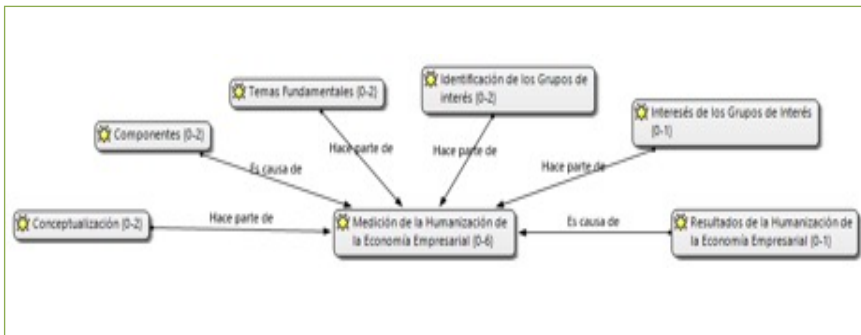 Temas Fundamentales {0-2}
Identificación de los Grupos de
interés {0-2}
Interesés de los Grupos de Interés
{0-1}
Componentes {0-2}
Hace parte de
Hace parte de
Hace parte de
Es causa de
Conceptualización {0-2}
Hace parte de
Medición de la Humanización de
la Economía Empresarial {0-6}
Es causa de
Resultados de la Humanización de
la Economía Empresarial {0-1}